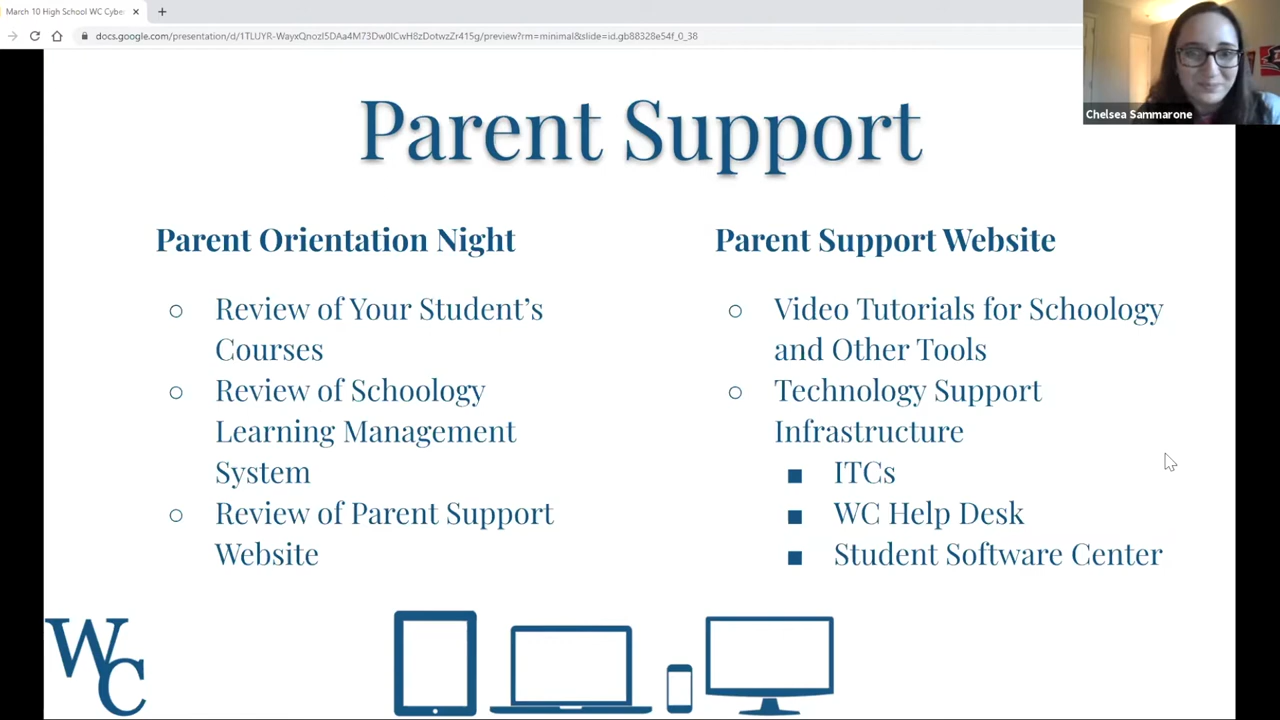 March 10 High School WC Cybe
docs.google.com/presentation/d/1TLUYR-WayxQnozI5DAa4M73Dw0ICwH8zDotwzZr415g/preview?rm=minimal&slide=id.gb88328e54f_0_38
Chelsea Sammarone
Parent Support
Parent Orientation Night
○ Review of Your Student’s
Courses
○ Review of Schoology
Learning Management
System
○ Review of Parent Support
Website
Parent Support Website
○ Video Tutorials for Schoology
and Other Tools
○ Technology Support
Infrastructure
■ ITCs
■ WC Help Desk
■ Student Software Center
WC